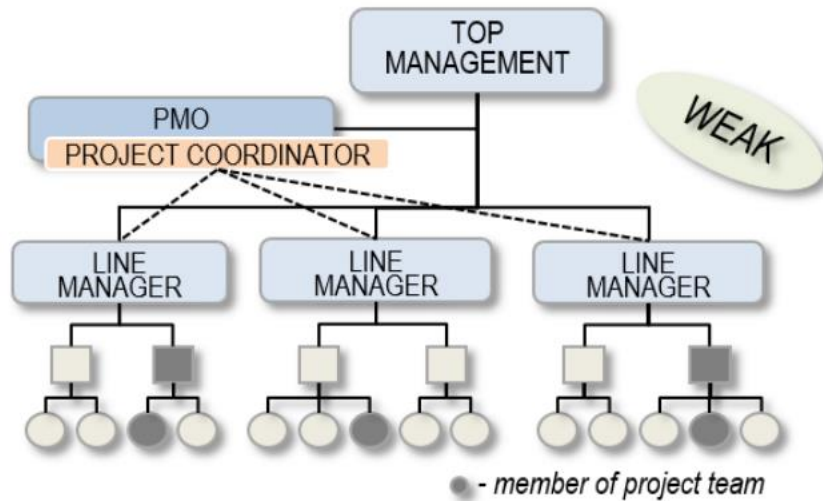 TOP
MANAGEMENT
WEAK
PMO
PROJECT COORDINATOR
LINE
MANAGER
LINE
MANAGER
LINE
MANAGER
- member of project team